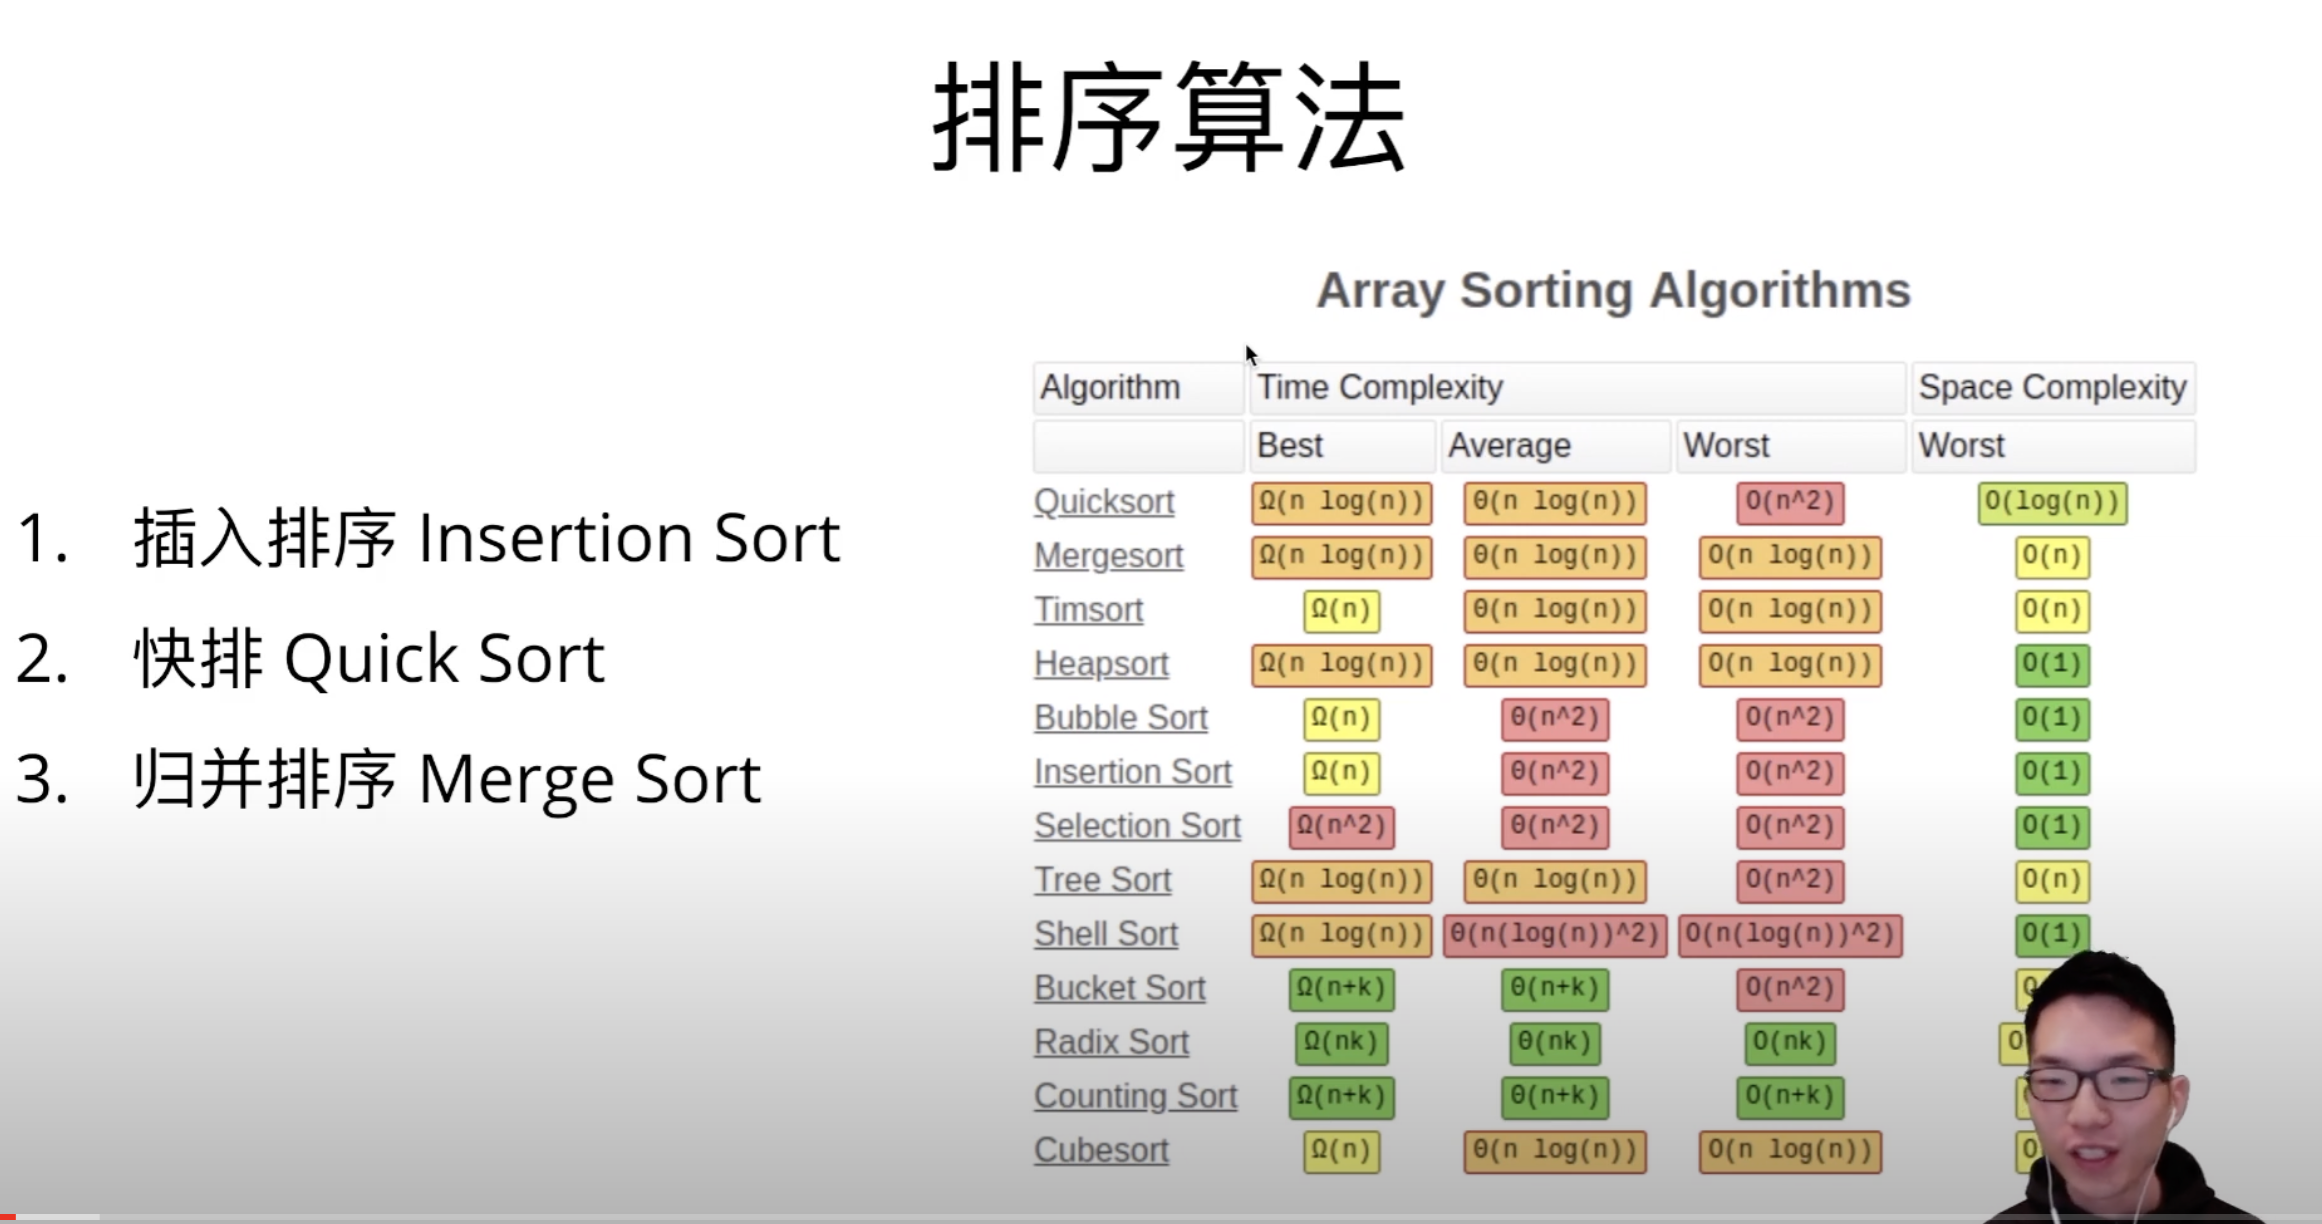 排序算法
1. 插入排序 Insertion Sort
2. 快排 Quick Sort
3. 归并排序 Merge Sort
Array Sorting Algorithms
Algorithm Time Complexity Space Complexity
Best Average Worst Worst
Quicksort Ω(n log(n)) Θ(n log(n)) O(n^2) O(log(n))
Mergesort Ω(n log(n)) Θ(n log(n)) O(n log(n)) O(n)
Timsort Ω(n) Θ(n log(n)) O(n log(n)) O(n)
Heapsort Ω(n log(n)) Θ(n log(n)) O(n log(n)) O(1)
Bubble Sort Ω(n) Θ(n^2) O(n^2) O(1)
Insertion Sort Ω(n) Θ(n^2) O(n^2) O(1)
Selection Sort Ω(n^2) Θ(n^2) O(n^2) O(1)
Tree Sort Ω(n log(n)) Θ(n log(n)) O(n^2) O(n)
Shell Sort Ω(n log(n)) Θ(n(log(n))^2) O(n(log(n))^2) O(1)
Bucket Sort Ω(n+k) Θ(n+k) O(n^2)
Radix Sort Ω(nk) Θ(nk) O(nk)
Counting Sort Ω(n+k) Θ(n+k) O(n+k)
Cubesort Ω(n) Θ(n log(n)) O(n log(n))